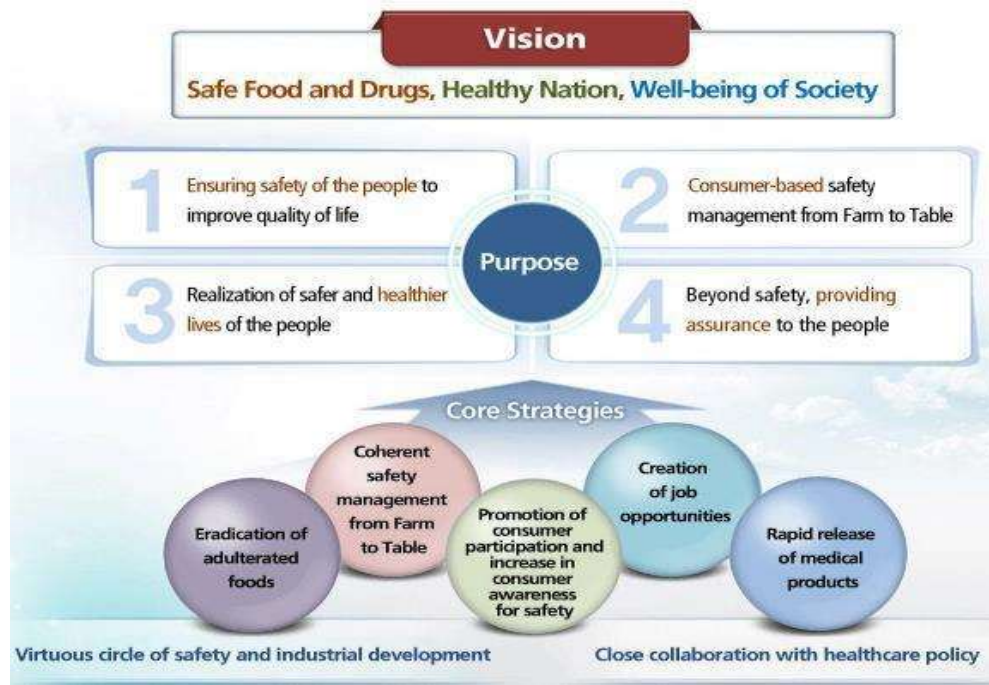 Vision
Safe Food and Drugs, Healthy Nation, Well-being of Society
1
Ensuring safety of the people to
improve quality of life
2
Consumer-based safety
management from Farm to Table
Purpose
3
Realization of safer and healthier
lives of the people
4
Beyond safety, providing
assurance to the people
Core Strategies
Eradication of
adulterated
foods
Coherent
safety
management
from Farm
to Table
Promotion of
consumer
participation and
increase in
consumer
awareness
for safety
Creation
of job
opportunities
Rapid release
of medical
products
Virtuous circle of safety and industrial development
Close collaboration with healthcare policy